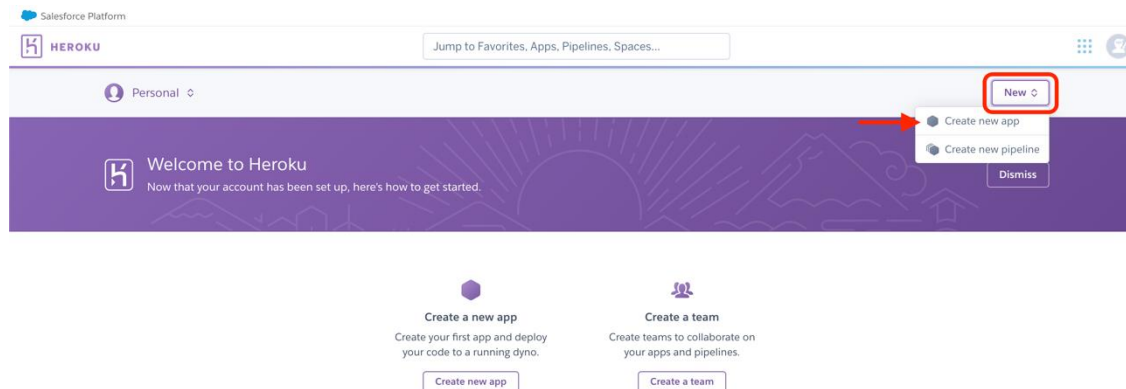 Salesforce Platform
HEROKU
Jump to Favorites, Apps, Pipelines, Spaces...
Personal
New
Create new app
Create new pipeline
Welcome to Heroku
Now that your account has been set up, here's how to get started.
Dismiss
Create a new app
Create your first app and deploy
your code to a running dyno.
Create new app
Create a team
Create teams to collaborate on
your apps and pipelines.
Create a team